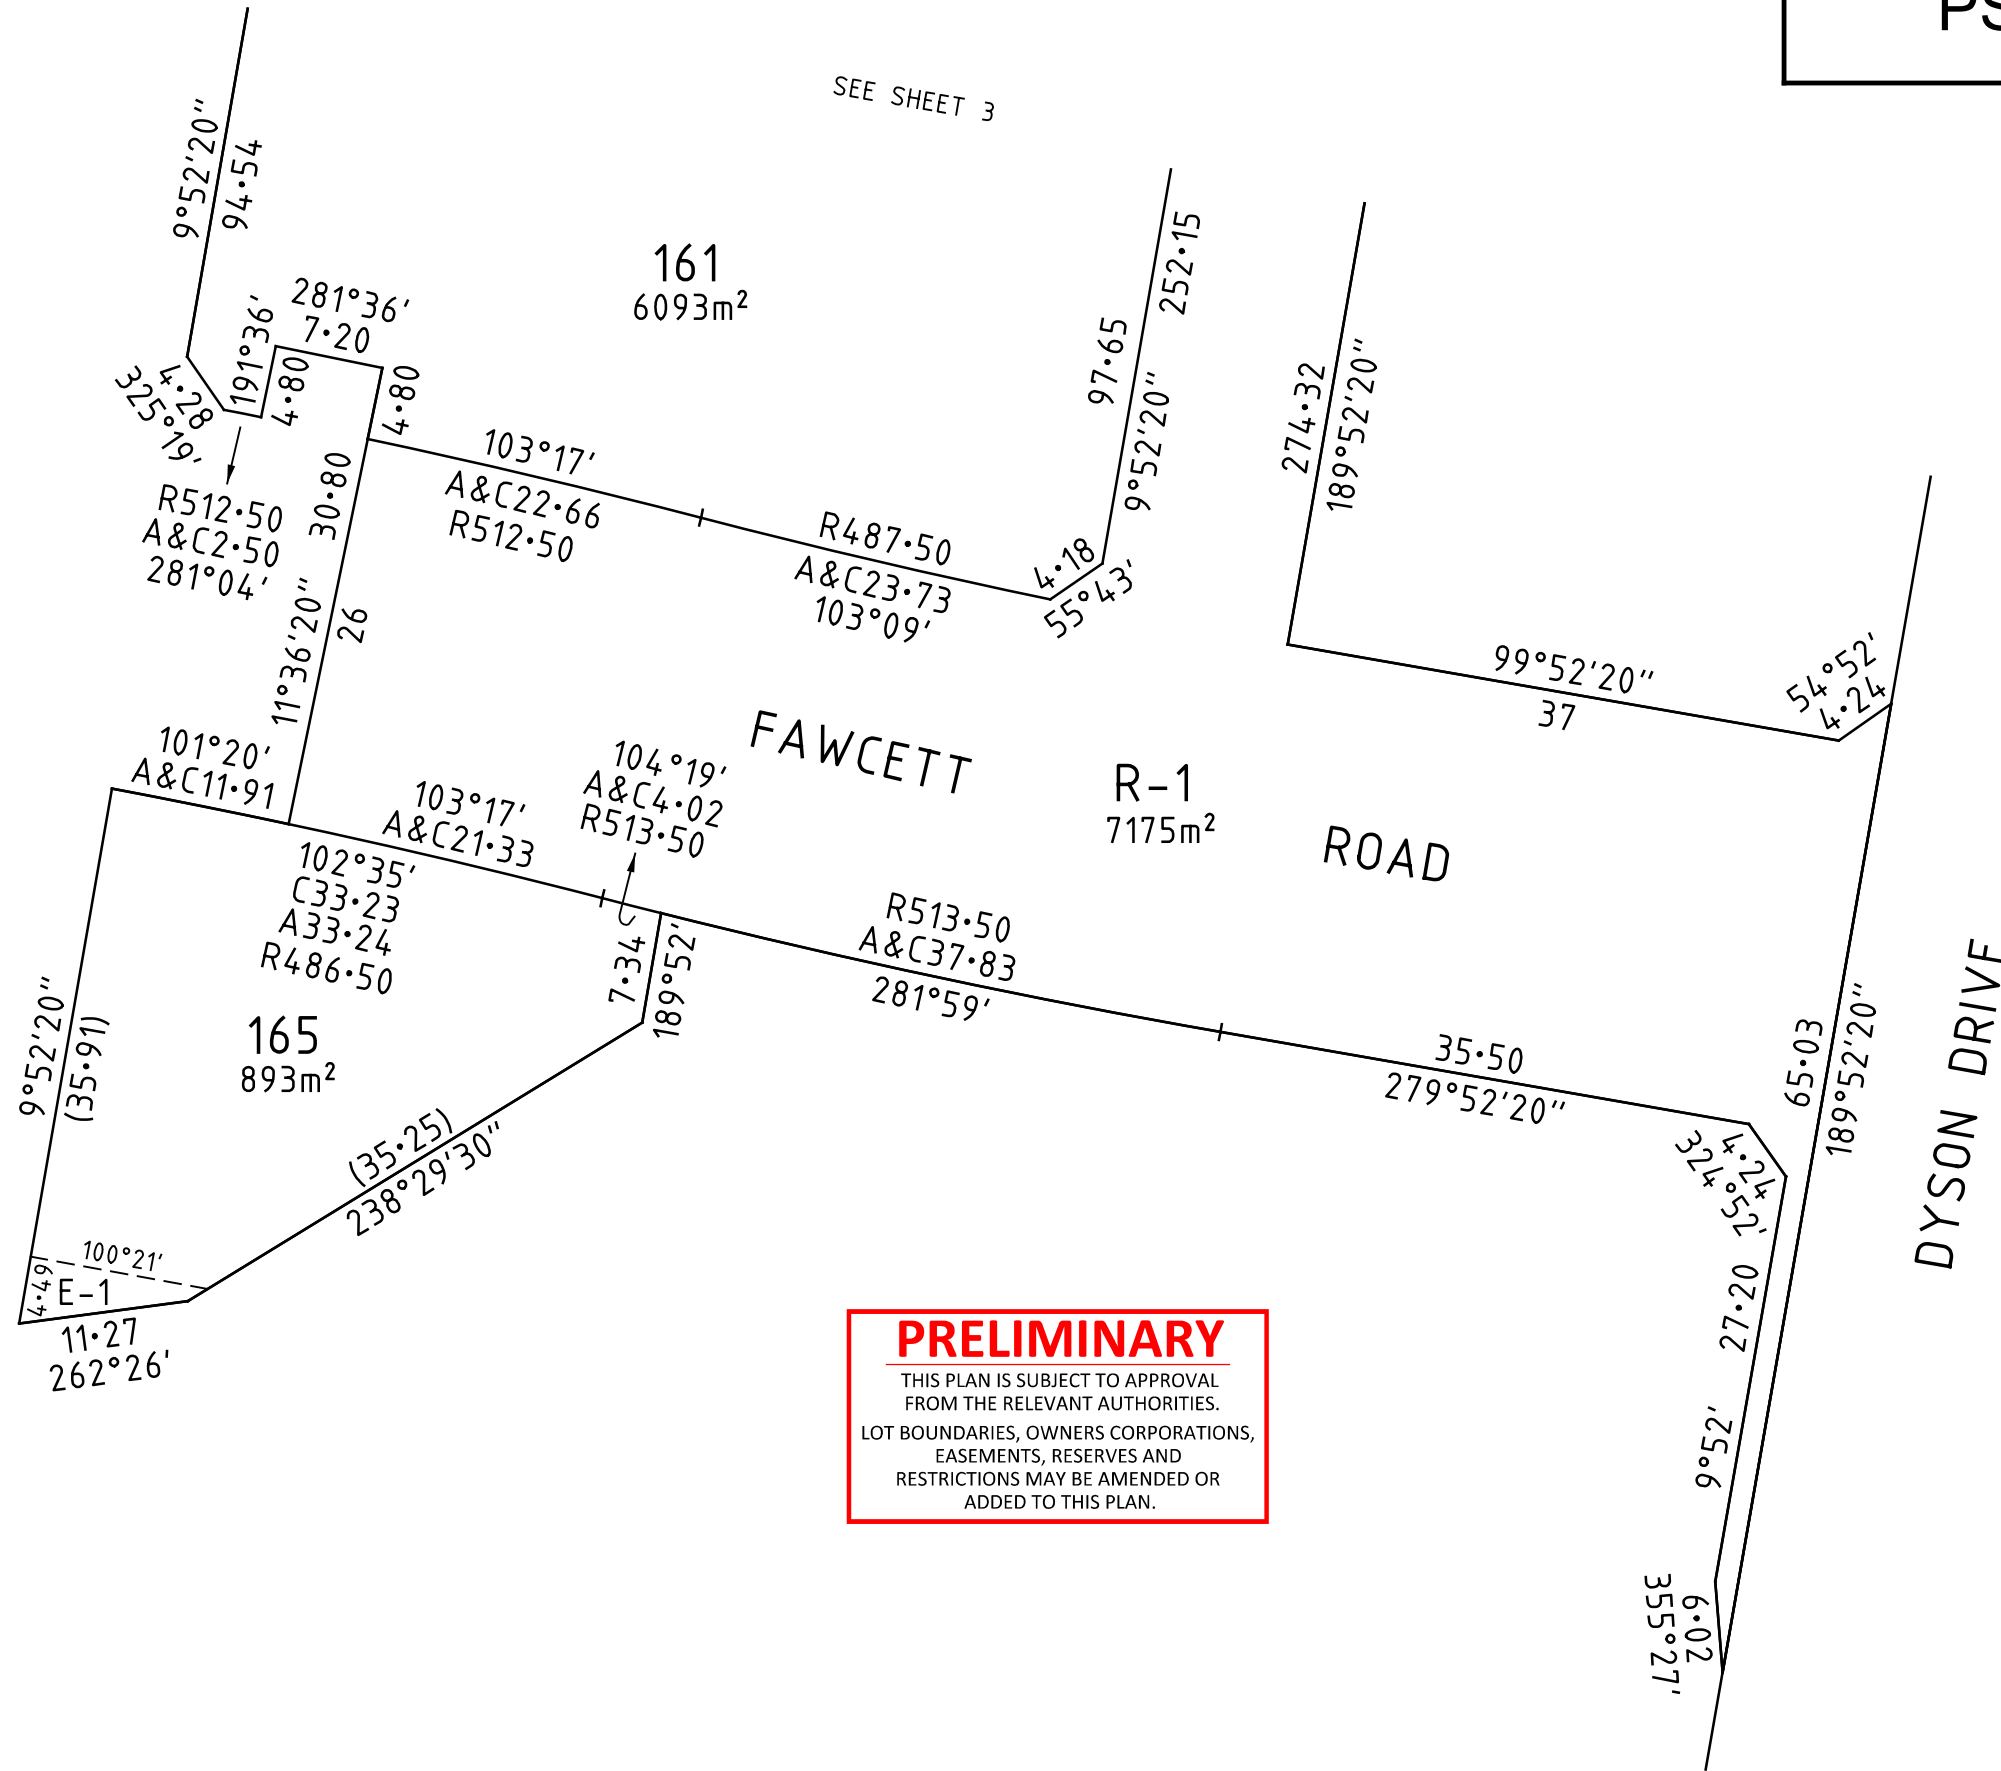 PS
SEE SHEET 3
9°52'20"
94·54
161
6093m²
252·15
97·65
9°52'20"
274·32
189°52'20"
281°36'
7·20
191°36'
4·80
4·80
4·28
325°19'
R512·50
A&C2·50
281°04'
103°17'
A&C22·66
R512·50
30·80
R487·50
A&C23·73
103°09'
4·18
55°43'
11°36'20"
26
99°52'20"
37
54°52'
4·24
101°20'
A&C11·91
103°17'
A&C21·33
104°19'
A&C4·02
R513·50
FAWCETT
ROAD
R-1
7175m²
102°35'
C33·23
A33·24
R486·50
R513·50
A&C37·83
281°59'
7·34
189°52'
35·50
279°52'20"
65·03
189°52'20"
DYSON DRIVE
165
893m²
9°52'20"
(35·91)
(35·25)
238°29'30"
4·24
324°52'
27·20
9°52'
100°21'
4·49
E-1
11·27
262°26'
6·02
355°27'
PRELIMINARY
THIS PLAN IS SUBJECT TO APPROVAL
FROM THE RELEVANT AUTHORITIES.
LOT BOUNDARIES, OWNERS CORPORATIONS,
EASEMENTS, RESERVES AND
RESTRICTIONS MAY BE AMENDED OR
ADDED TO THIS PLAN.